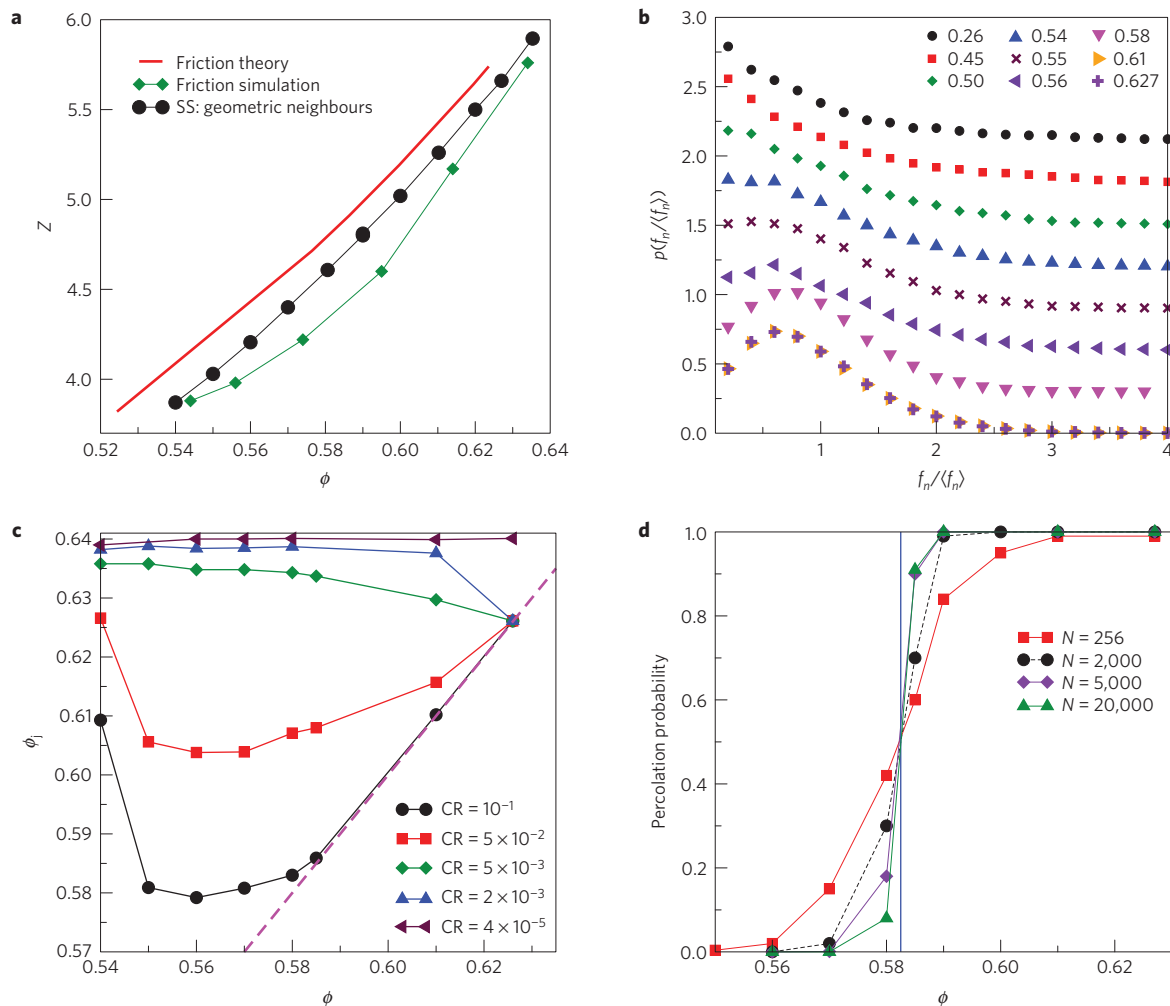 a
6.0
5.5
5.0
4.5
4.0
Z
0.52 0.54 0.56 0.58 0.60 0.62 0.64
ϕ
Friction theory
Friction simulation
SS: geometric neighbours
b
3.0
2.5
2.0
1.5
1.0
0.5
0.0
p(fₙ/⟨fₙ⟩)
1 2 3 4
fₙ/⟨fₙ⟩
0.26 0.54 0.58
0.45 0.55 0.61
0.50 0.56 0.627
c
0.64
0.63
0.62
0.61
0.60
0.59
0.58
0.57
ϕⱼ
0.54 0.56 0.58 0.60 0.62
ϕ
CR = 10⁻¹
CR = 5 × 10⁻²
CR = 5 × 10⁻³
CR = 2 × 10⁻³
CR = 4 × 10⁻⁵
d
1.0
0.8
0.6
0.4
0.2
0.0
Percolation probability
0.56 0.58 0.60 0.62
ϕ
N = 256
N = 2,000
N = 5,000
N = 20,000